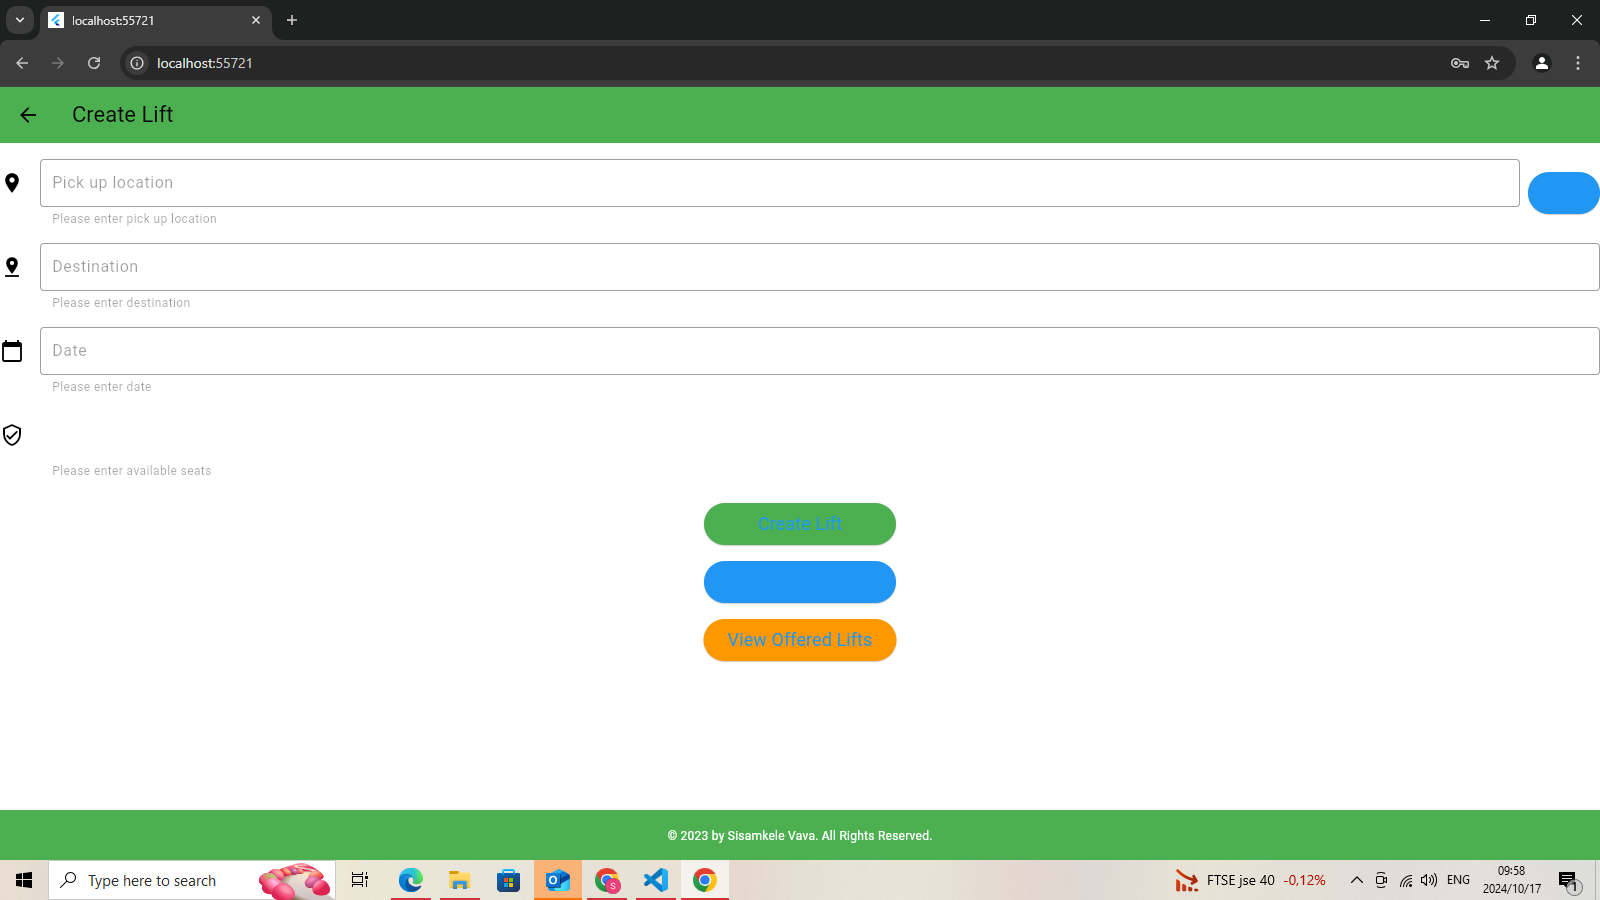 localhost:55721
localhost:55721
Create Lift
Pick up location
Please enter pick up location
Destination
Please enter destination
Date
Please enter date
Please enter available seats
Create Lift
View Offered Lifts
© 2023 by Sisamkele Vava. All Rights Reserved.
Type here to search
FTSE jse 40 -0,12%
ENG
09:58
2024/10/17
1